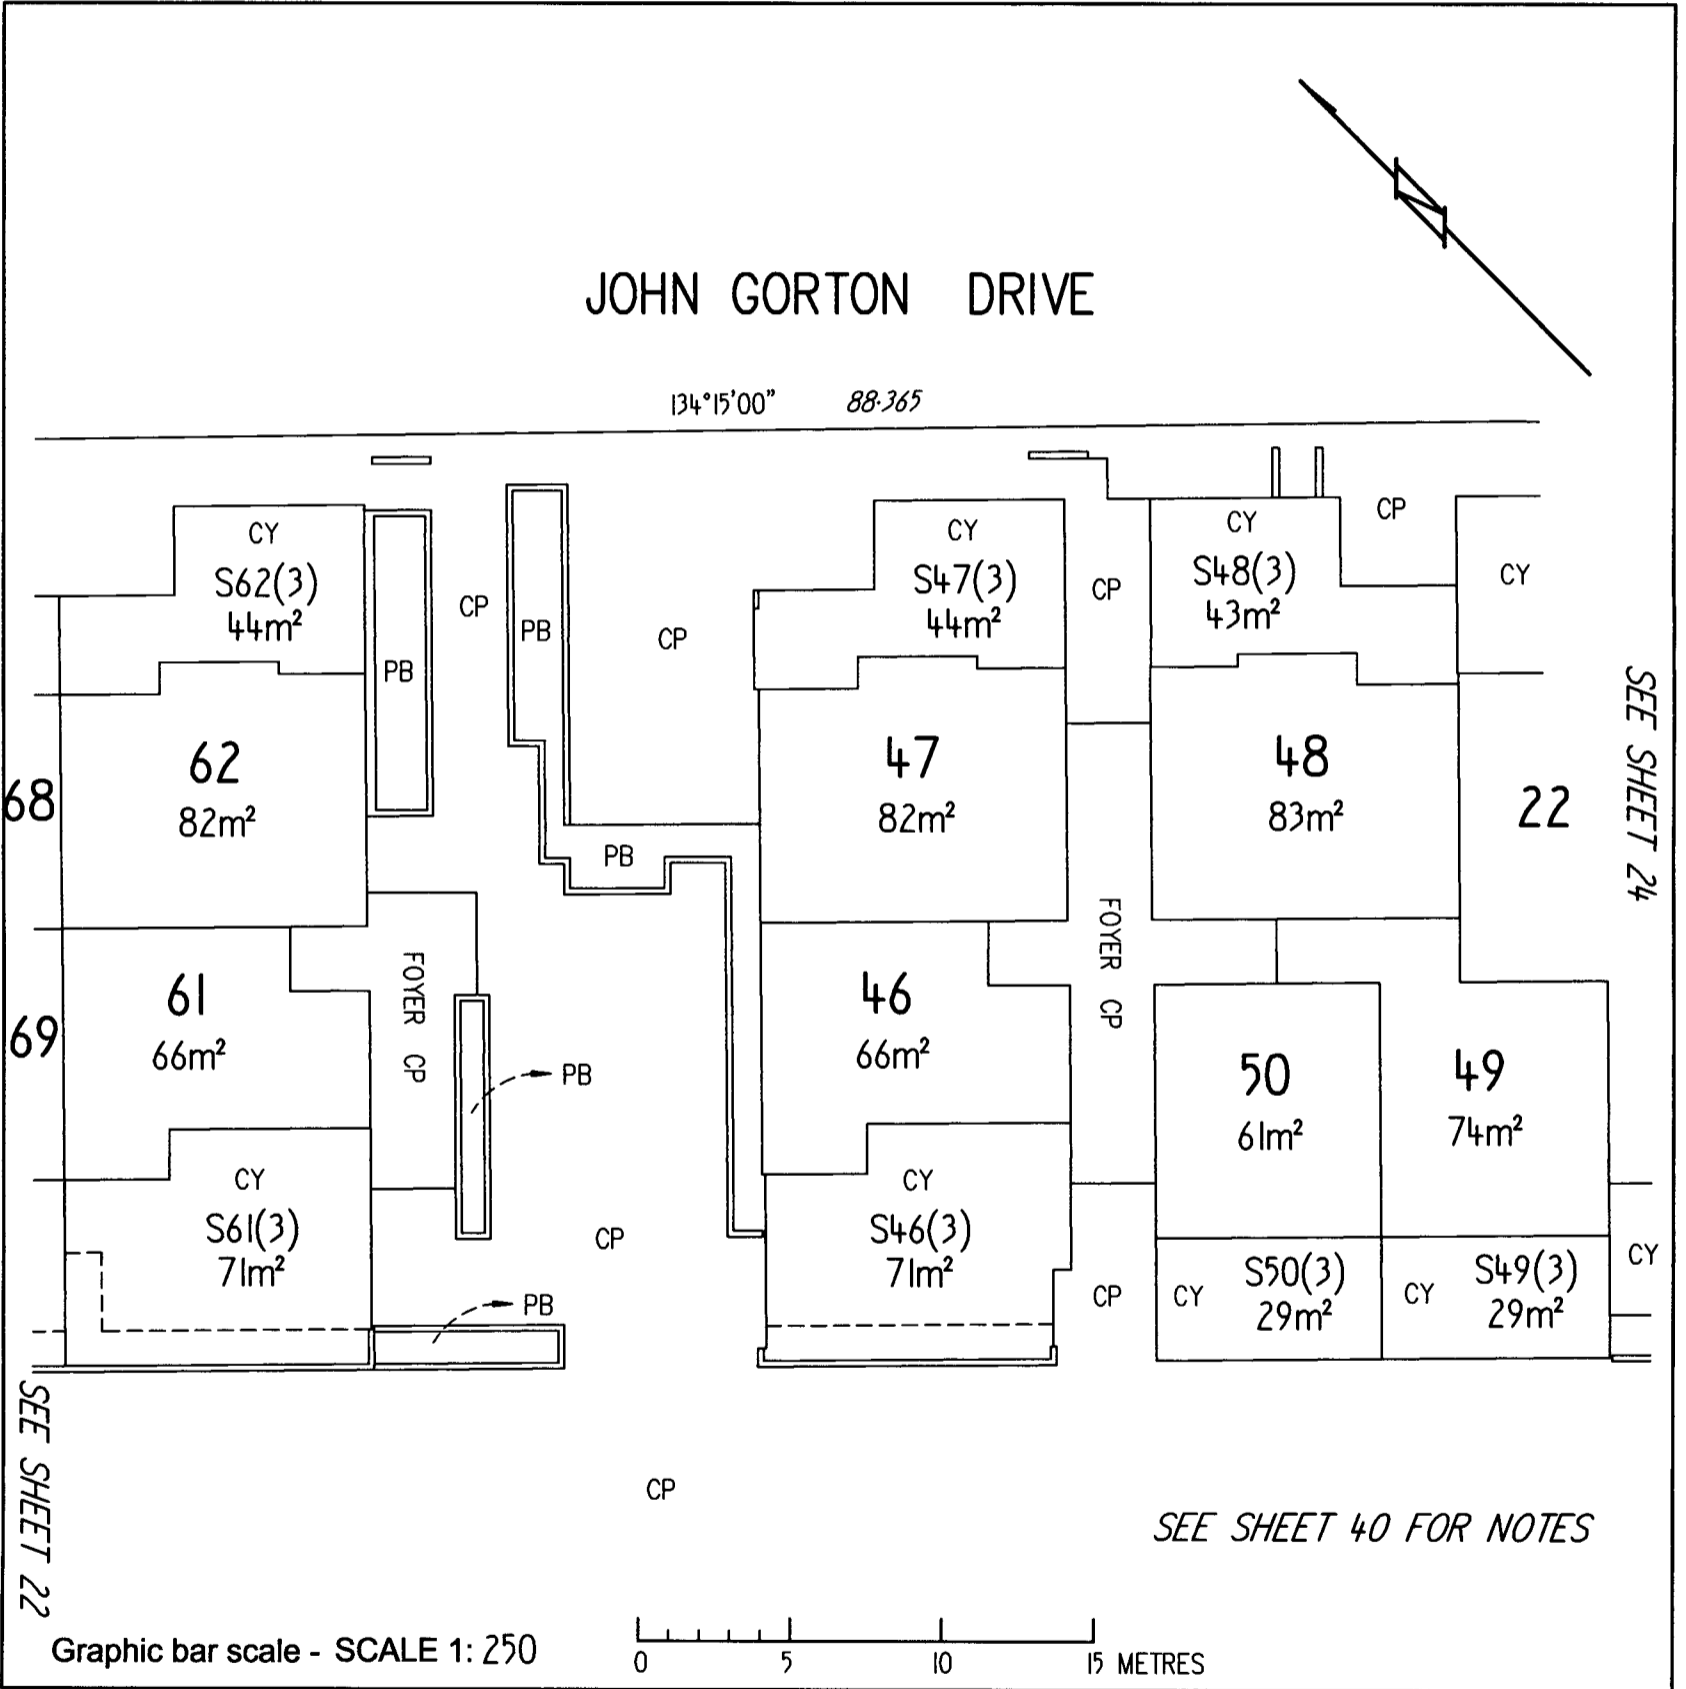 JOHN GORTON DRIVE
134°15'00" 88·365
CY
S62(3)
44m²
PB
CP
PB
CP
CY
S47(3)
44m²
CP
CY
S48(3)
43m²
CP
CY
68
62
82m²
PB
47
82m²
48
83m²
22
SEE SHEET 24
69
61
66m²
FOYER CP
PB
46
66m²
FOYER CP
50
61m²
49
74m²
CY
S61(3)
71m²
PB
CP
CY
S46(3)
71m²
CP
CY
S50(3)
29m²
CY
S49(3)
29m²
CY
SEE SHEET 22
CP
SEE SHEET 40 FOR NOTES
Graphic bar scale - SCALE 1: 250
0 5 10 15 METRES